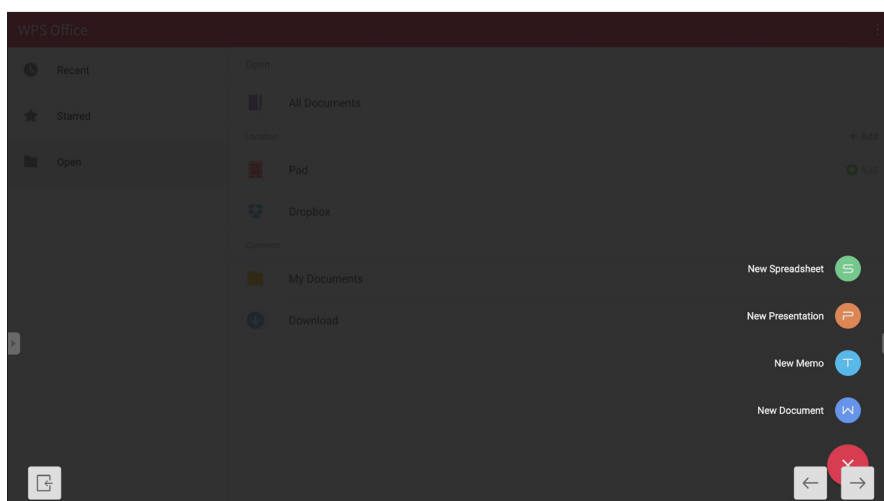 WPS Office
Recent
Starred
Open
Open
All Documents
Location
+ Add
Pad
Dropbox
Common
My Documents
Download
New Spreadsheet
S
New Presentation
P
New Memo
T
New Document
W